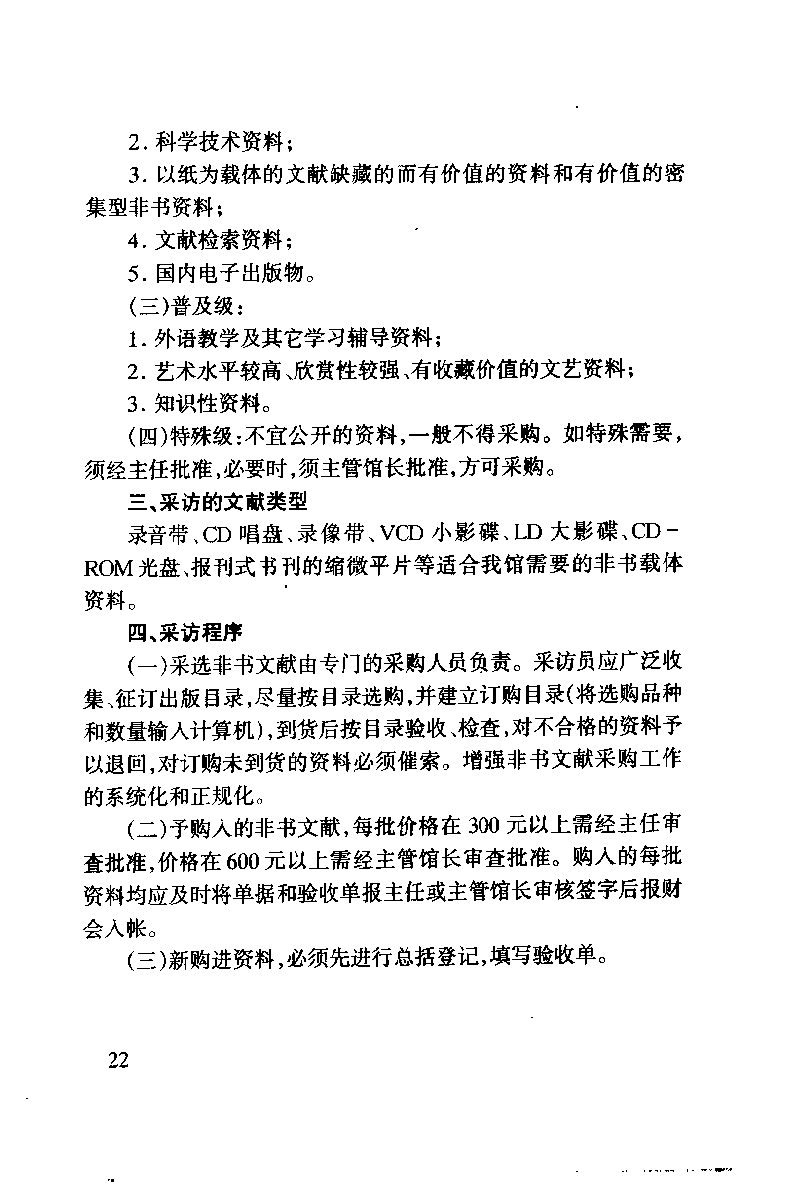 2. 科学技术资料;
3. 以纸为载体的文献缺藏的而有价值的资料和有价值的密
集型非书资料;
4. 文献检索资料;
5. 国内电子出版物。
(三)普及级:
1. 外语教学及其它学习辅导资料;
2. 艺术水平较高、欣赏性较强、有收藏价值的文艺资料;
3. 知识性资料。
(四)特殊级:不宜公开的资料,一般不得采购。如特殊需要,
须经主任批准,必要时,须主管馆长批准,方可采购。
三、采访的文献类型
录音带、CD 唱盘、录像带、VCD 小影碟、LD 大影碟、CD-
ROM 光盘、报刊式书刊的缩微平片等适合我馆需要的非书载体
资料。
四、采访程序
(一)采选非书文献由专门的采购人员负责。采访员应广泛收
集、征订出版目录,尽量按目录选购,并建立订购目录(将选购品种
和数量输入计算机),到货后按目录验收、检查,对不合格的资料予
以退回,对订购未到货的资料必须催索。增强非书文献采购工作
的系统化和正规化。
(二)予购入的非书文献,每批价格在 300 元以上需经主任审
查批准,价格在 600 元以上需经主管馆长审查批准。购入的每批
资料均应及时将单据和验收单报主任或主管馆长审核签字后报财
会入帐。
(三)新购进资料,必须先进行总括登记,填写验收单。
22